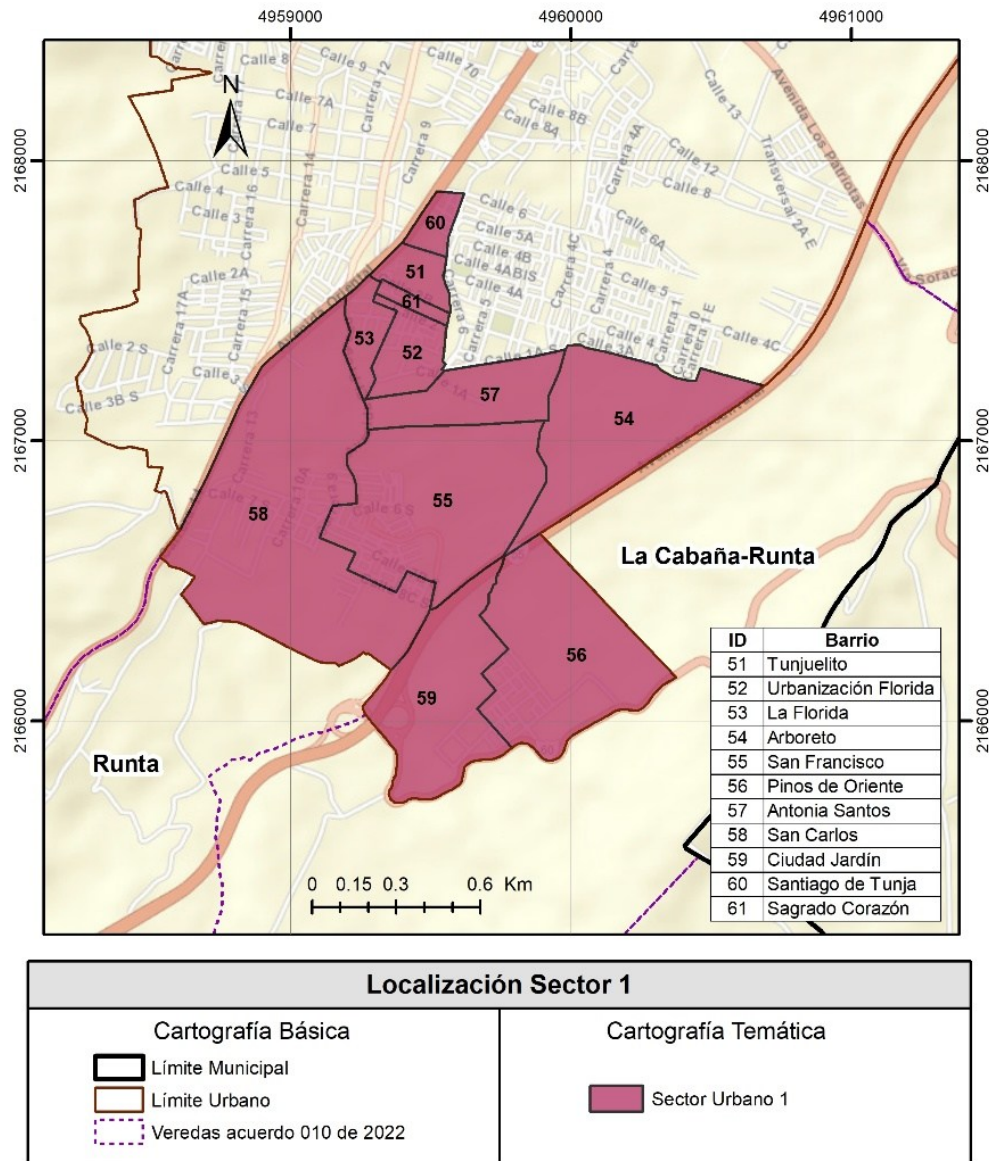 4959000
4960000
4961000
2168000
2167000
2166000
2168000
2167000
2166000
N
Calle 8
Calle 9
Carrera 12
Calle 7A
Calle 7
Carrera 14
Carrera 9
Calle 5
Calle 4
Carrera 16
Calle 3
Calle 2A
Carrera 17A
Carrera 15
Calle 2 S
Calle 3B S
Carrera 13
Calle 8B
Calle 8A
Carrera 4A
Calle 13
Avenida Los Patriotas
Calle 12
Calle 8
Transversal 2A E
Calle 6
Calle 5A
Calle 4B
Calle 4ABIS
Calle 4A
Carrera 4C
Carrera 4
Calle 6A
Calle 5
Carrera 5
Carrera 9
Calle 3A
Calle 4
Carrera 1
Carrera 0
Carrera 1 E
Calle 4C
Calle 1A
Carrera 10A
Calle 6 S
60
51
61
53
52
57
54
55
58
56
59
La Cabaña-Runta
Runta
0 0.15 0.3 0.6 Km
ID Barrio
51 Tunjuelito
52 Urbanización Florida
53 La Florida
54 Arboreto
55 San Francisco
56 Pinos de Oriente
57 Antonia Santos
58 San Carlos
59 Ciudad Jardín
60 Santiago de Tunja
61 Sagrado Corazón
Localización Sector 1
Cartografía Básica
Límite Municipal
Límite Urbano
Veredas acuerdo 010 de 2022
Cartografía Temática
Sector Urbano 1